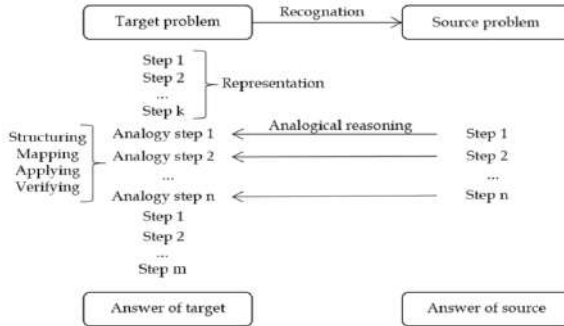 Recognation
Target problem
Source problem
Step 1
Step 2
...
Step k
Representation
Structuring
Mapping
Applying
Verifying
Analogical reasoning
Analogy step 1
Step 1
Analogy step 2
Step 2
...
...
Analogy step n
Step n
Step 1
Step 2
...
Step m
Answer of target
Answer of source